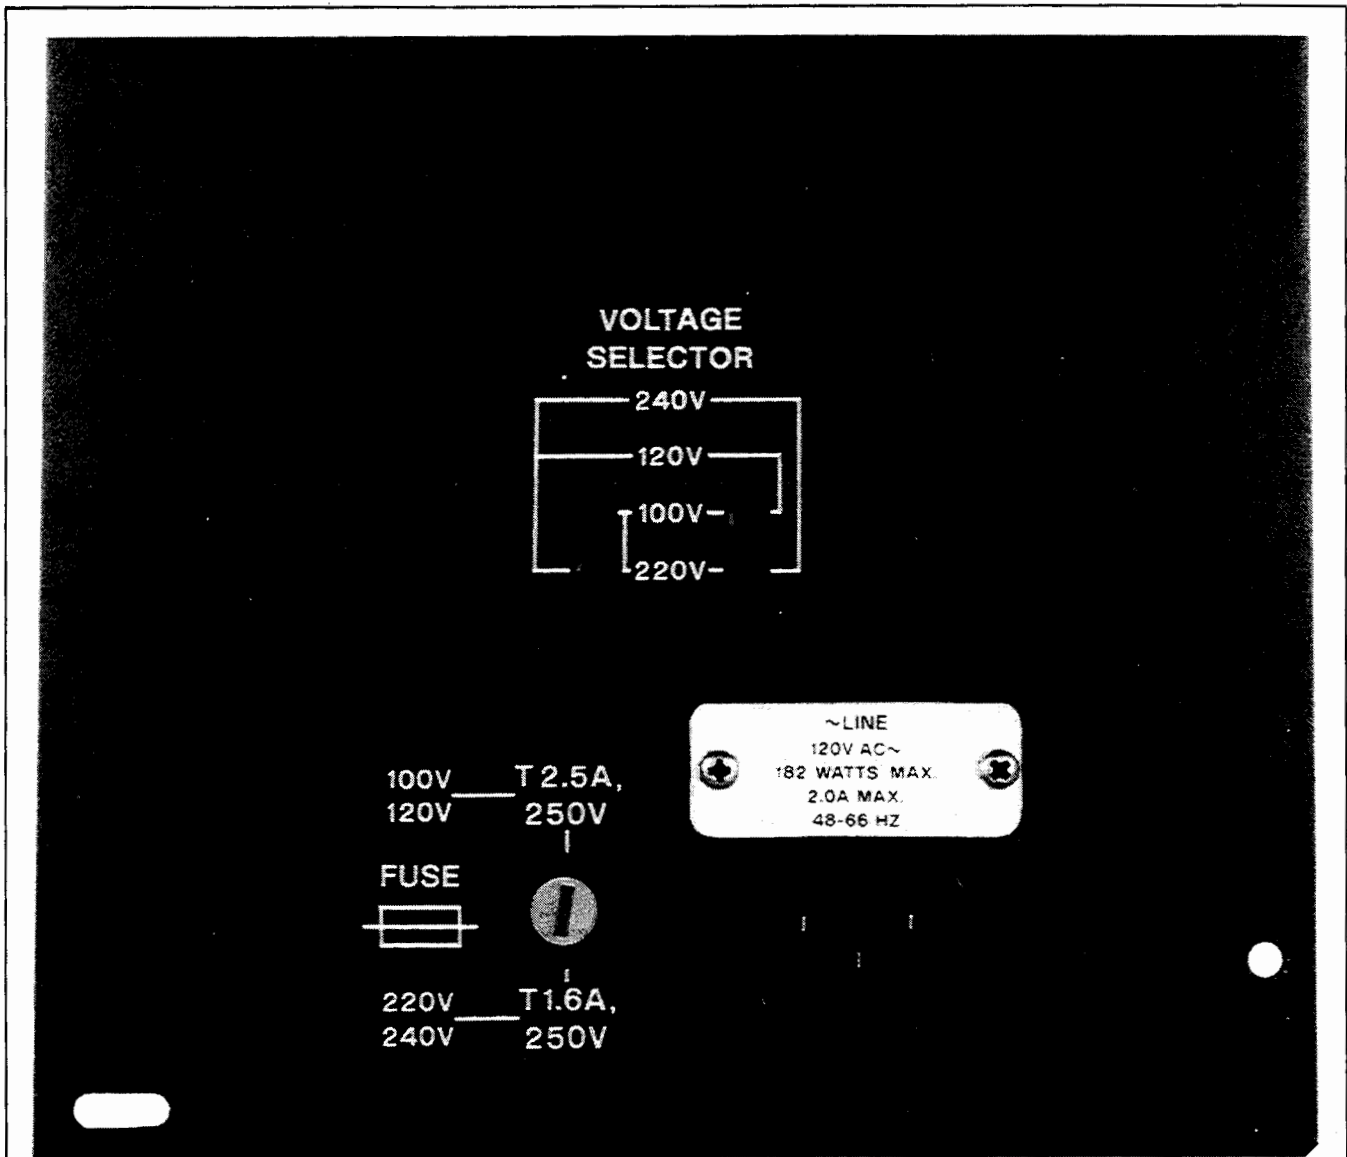 VOLTAGE
SELECTOR
240V
120V
100V
220V
~LINE
120V AC~
182 WATTS MAX.
2.0A MAX.
48-66 HZ
100V
120V
T 2.5A,
250V
FUSE
220V
240V
T1.6A,
250V